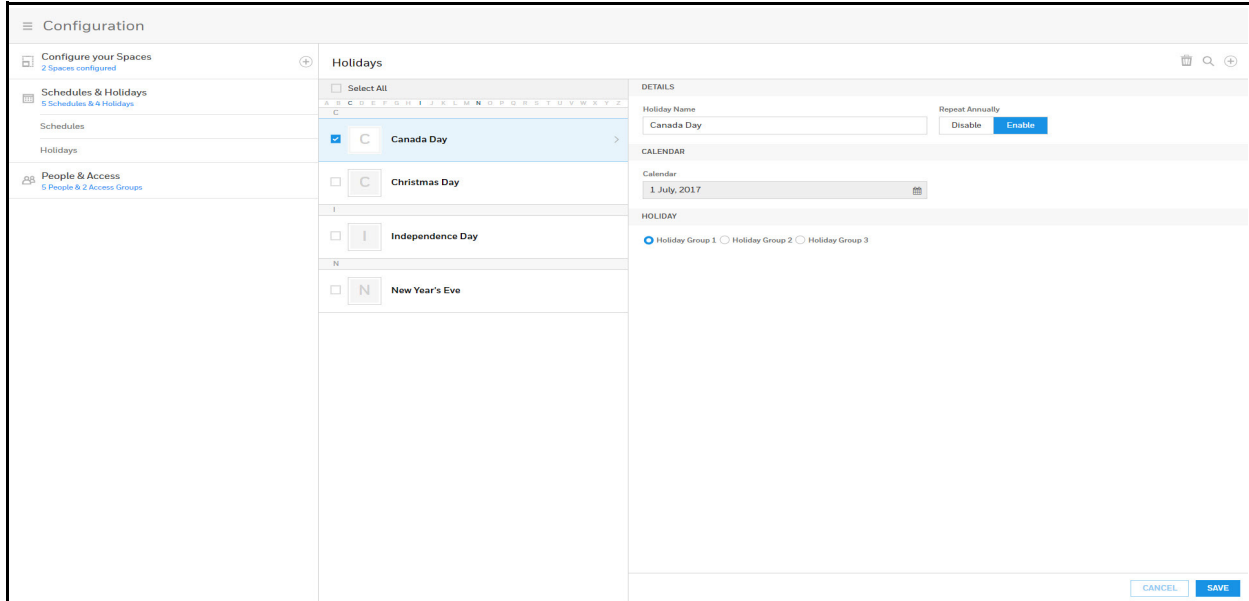 Configuration
Configure your Spaces
2 Spaces configured
Schedules & Holidays
5 Schedules & 4 Holidays
Schedules
Holidays
People & Access
5 People & 2 Access Groups
Holidays
Select All
A B C D E F G H I J K L M N O P Q R S T U V W X Y Z
C
C Canada Day
C Christmas Day
I
I Independence Day
N
N New Year's Eve
DETAILS
Holiday Name Repeat Annually
Canada Day Disable Enable
CALENDAR
Calendar
1 July, 2017
HOLIDAY
Holiday Group 1 Holiday Group 2 Holiday Group 3
CANCEL SAVE